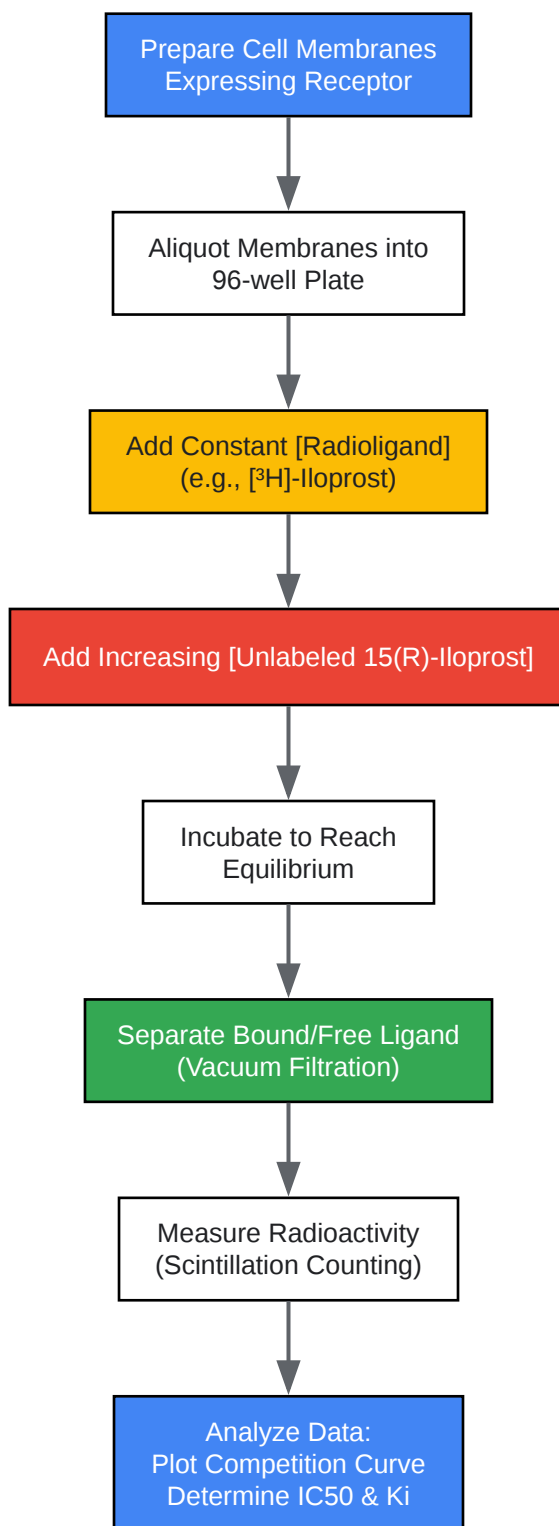 Prepare Cell Membranes
Expressing Receptor
Aliquot Membranes into
96-well Plate
Add Constant [Radioligand]
(e.g., [³H]-Iloprost)
Add Increasing [Unlabeled 15(R)-Iloprost]
Incubate to Reach
Equilibrium
Separate Bound/Free Ligand
(Vacuum Filtration)
Measure Radioactivity
(Scintillation Counting)
Analyze Data:
Plot Competition Curve
Determine IC50 & Ki